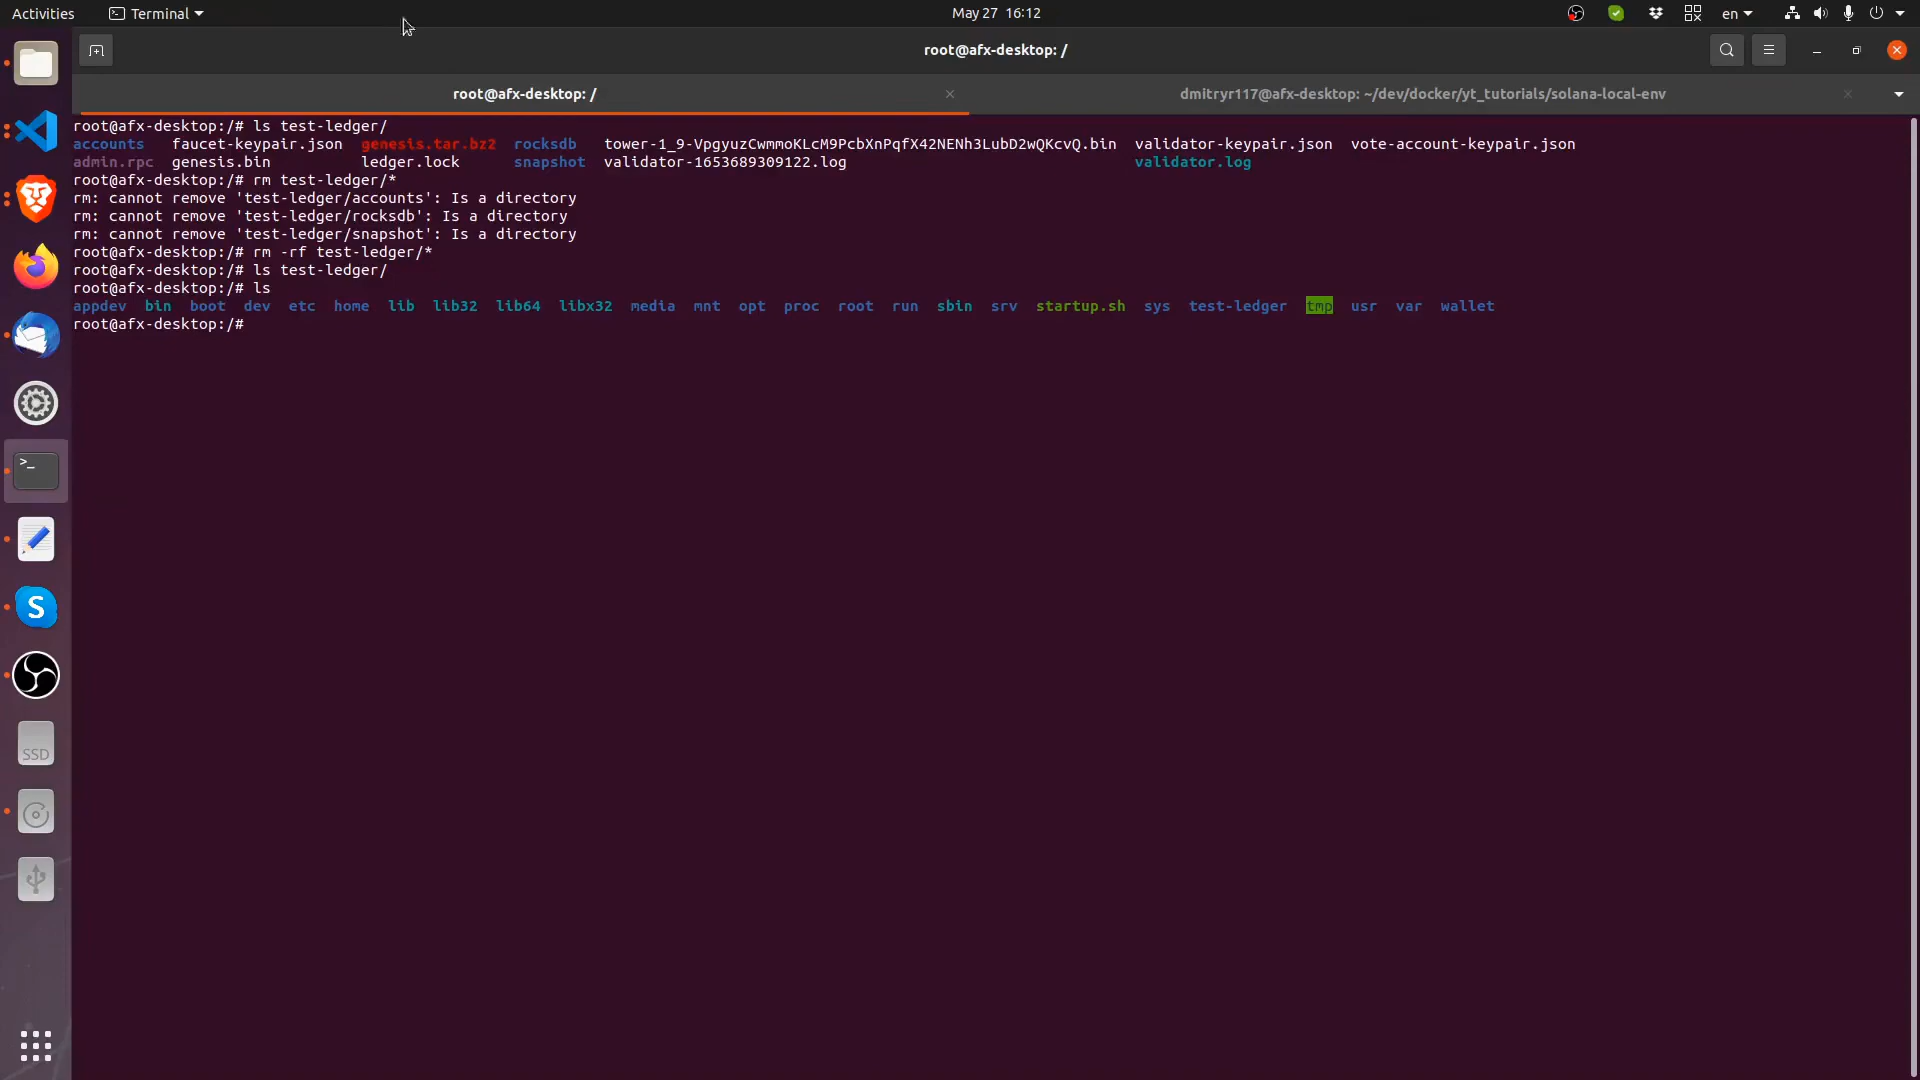 Activities Terminal May 27 16:12 en
root@afx-desktop: /
root@afx-desktop: / dmitryr117@afx-desktop: ~/dev/docker/yt_tutorials/solana-local-env
root@afx-desktop:/# ls test-ledger/
accounts faucet-keypair.json genesis.tar.bz2 rocksdb tower-1_9-VpgyuzCwmmoKLcM9PcbXnPqfX42NENh3LubD2wQKcvQ.bin validator-keypair.json vote-account-keypair.json
admin.rpc genesis.bin ledger.lock snapshot validator-1653689309122.log validator.log
root@afx-desktop:/# rm test-ledger/*
rm: cannot remove 'test-ledger/accounts': Is a directory
rm: cannot remove 'test-ledger/rocksdb': Is a directory
rm: cannot remove 'test-ledger/snapshot': Is a directory
root@afx-desktop:/# rm -rf test-ledger/*
root@afx-desktop:/# ls test-ledger/
root@afx-desktop:/# ls
appdev bin boot dev etc home lib lib32 lib64 libx32 media mnt opt proc root run sbin srv startup.sh sys test-ledger tmp usr var wallet
root@afx-desktop:/#
>_
S
SSD